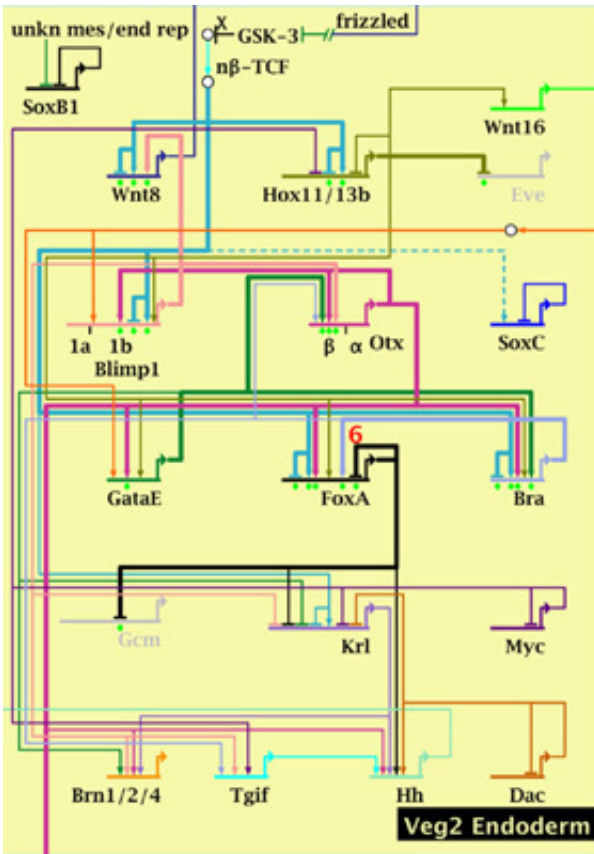 frizzled
X
unkn mes/end rep
GSK-3
nβ-TCF
SoxB1
Wnt16
Wnt8
Hox11/13b
Eve
1a
1b
β
α
Otx
SoxC
Blimp1
6
GataE
FoxA
Bra
Gcm
Krl
Myc
Brn1/2/4
Tgif
Hh
Dac
Veg2 Endoderm